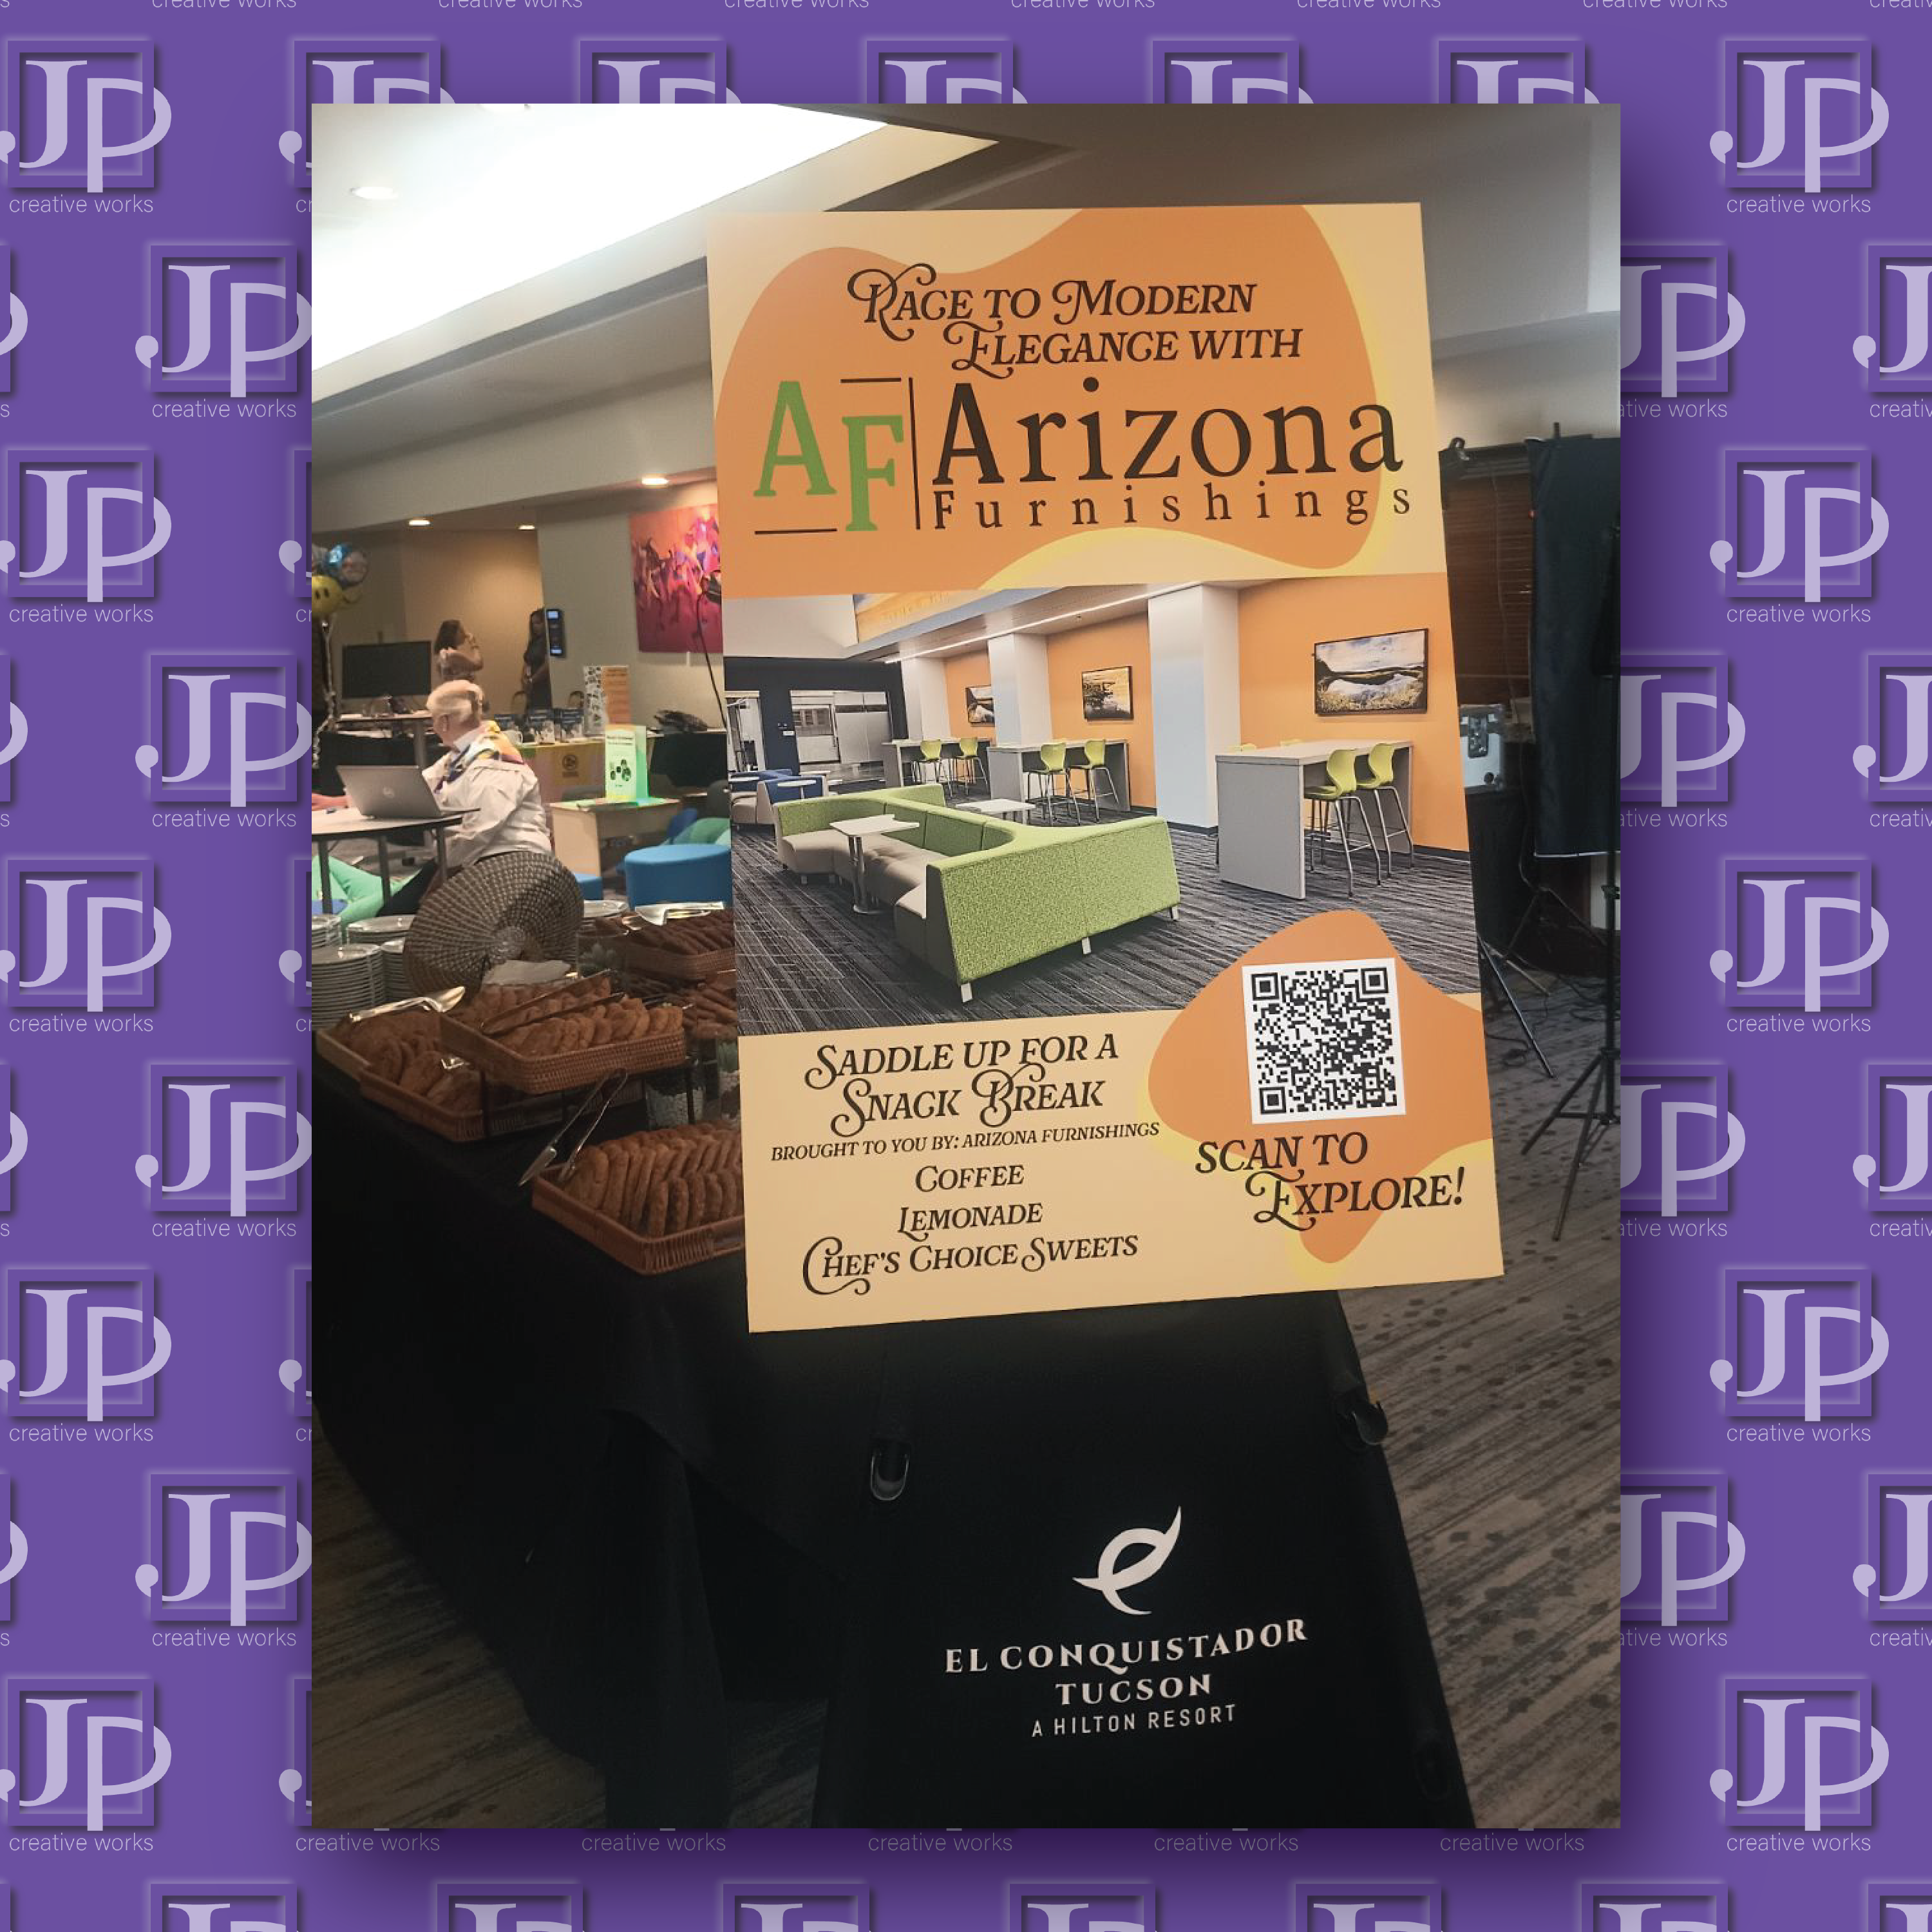 JP
creative works
RACE TO MODERN
ELEGANCE WITH
AF
Arizona
Furnishings
SADDLE UP FOR A
SNACK BREAK
BROUGHT TO YOU BY: ARIZONA FURNISHINGS
COFFEE
LEMONADE
CHEF'S CHOICE SWEETS
SCAN TO
EXPLORE!
EL CONQUISTADOR
TUCSON
A HILTON RESORT